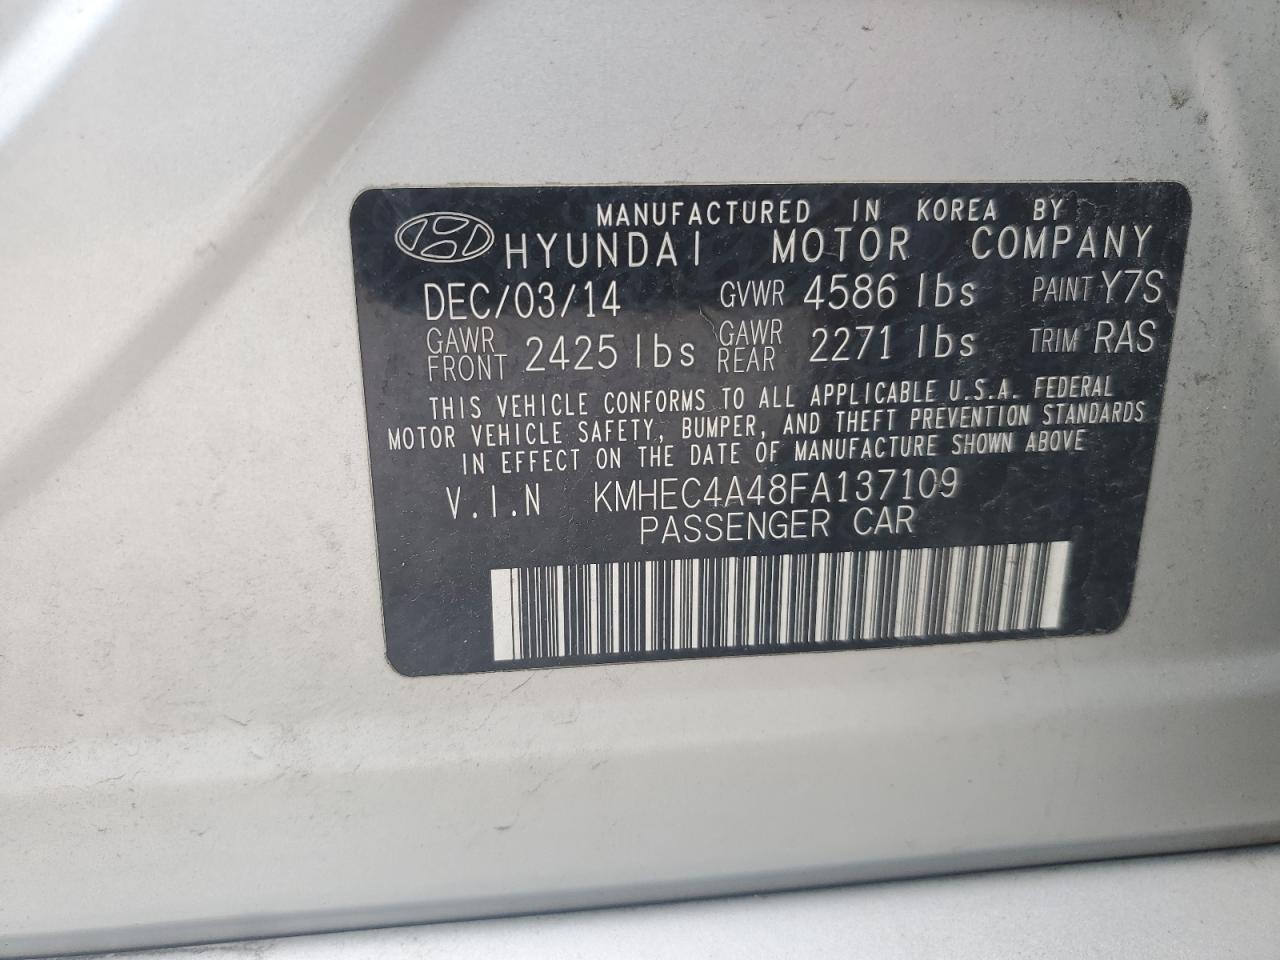 MANUFACTURED IN KOREA BY
HYUNDAI MOTOR COMPANY
DEC/03/14 GVWR 4586 lbs PAINT Y7S
GAWR FRONT 2425 lbs GAWR REAR 2271 lbs TRIM RAS
THIS VEHICLE CONFORMS TO ALL APPLICABLE U.S.A. FEDERAL
MOTOR VEHICLE SAFETY, BUMPER, AND THEFT PREVENTION STANDARDS
IN EFFECT ON THE DATE OF MANUFACTURE SHOWN ABOVE
V.I.N KMHEC4A48FA137109
PASSENGER CAR